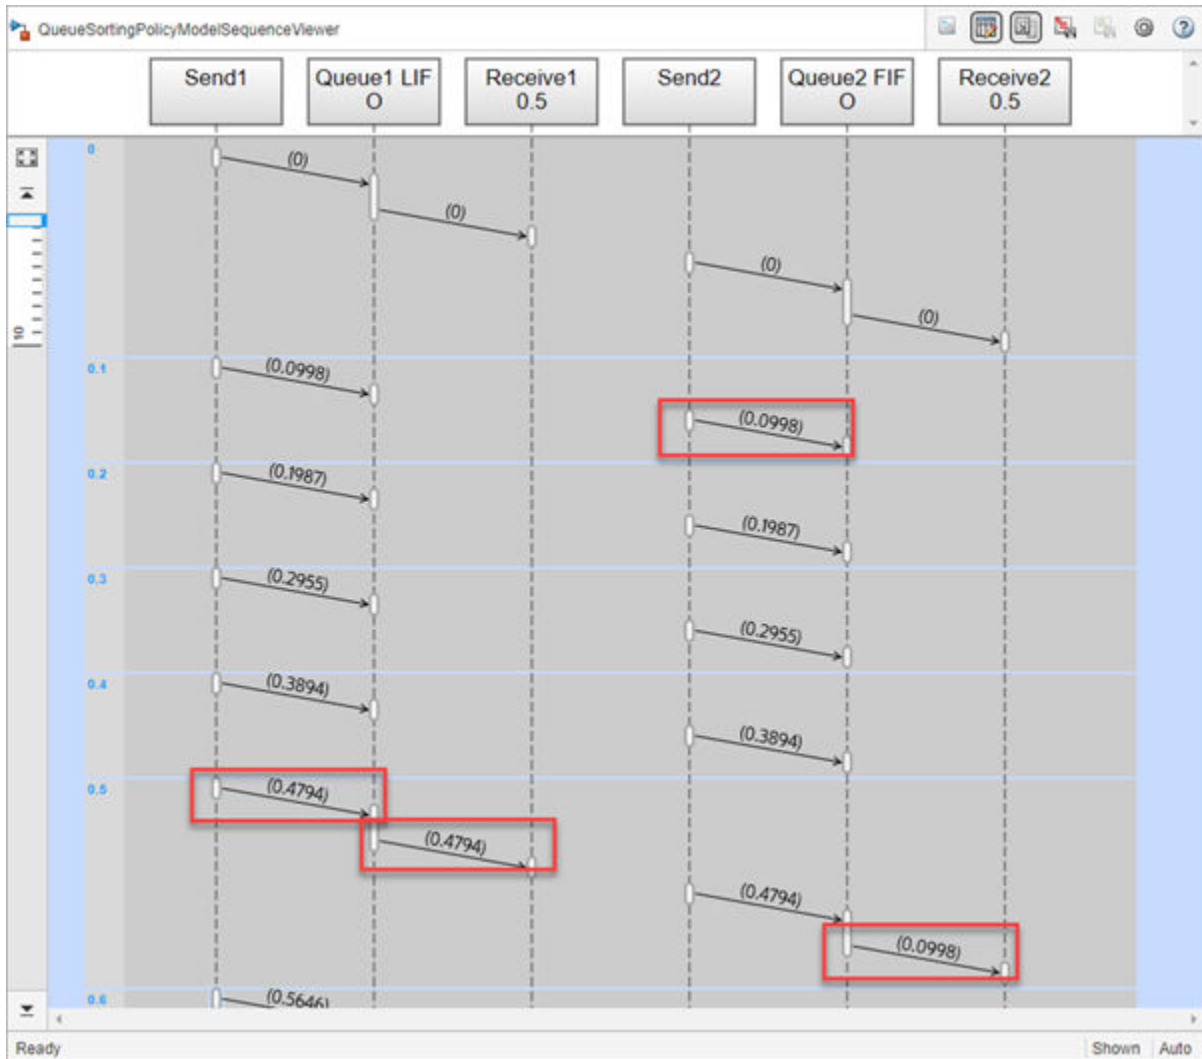 QueueSortingPolicyModelSequenceViewer
Send1
Queue1 LIF
O
Receive1
0.5
Send2
Queue2 FIF
O
Receive2
0.5
0
(0)
(0)
(0)
(0)
0.1
(0.0998)
(0.0998)
0.2
(0.1987)
(0.1987)
0.3
(0.2955)
(0.2955)
0.4
(0.3894)
(0.3894)
0.5
(0.4794)
(0.4794)
(0.4794)
(0.0998)
0.6
(0.5646)
10
Ready
Shown Auto